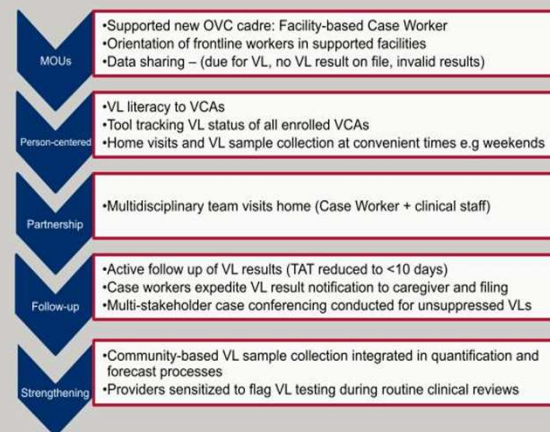 MOUs
•Supported new OVC cadre: Facility-based Case Worker
•Orientation of frontline workers in supported facilities
•Data sharing – (due for VL, no VL result on file, invalid results)
Person-centered
•VL literacy to VCAs
•Tool tracking VL status of all enrolled VCAs
•Home visits and VL sample collection at convenient times e.g weekends
Partnership
•Multidisciplinary team visits home (Case Worker + clinical staff)
Follow-up
•Active follow up of VL results (TAT reduced to <10 days)
•Case workers expedite VL result notification to caregiver and filing
•Multi-stakeholder case conferencing conducted for unsuppressed VLs
Strengthening
•Community-based VL sample collection integrated in quantification and
forecast processes
•Providers sensitized to flag VL testing during routine clinical reviews